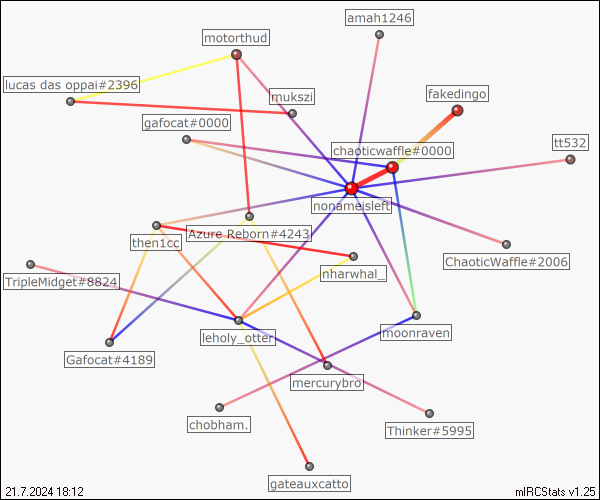 amah1246
motorthud
lucas das oppai#2396
fakedingo
mukszi
gafocat#0000
chaoticwaffle#0000
tt532
nonameisleft
Azure Reborn#4243
then1cc
ChaoticWaffle#2006
nharwhal_
TripleMidget#8824
moonraven
leholy_otter
Gafocat#4189
mercurybro
chobham.
Thinker#5995
gateauxcatto
21.7.2024 18:12
mIRCStats v1.25